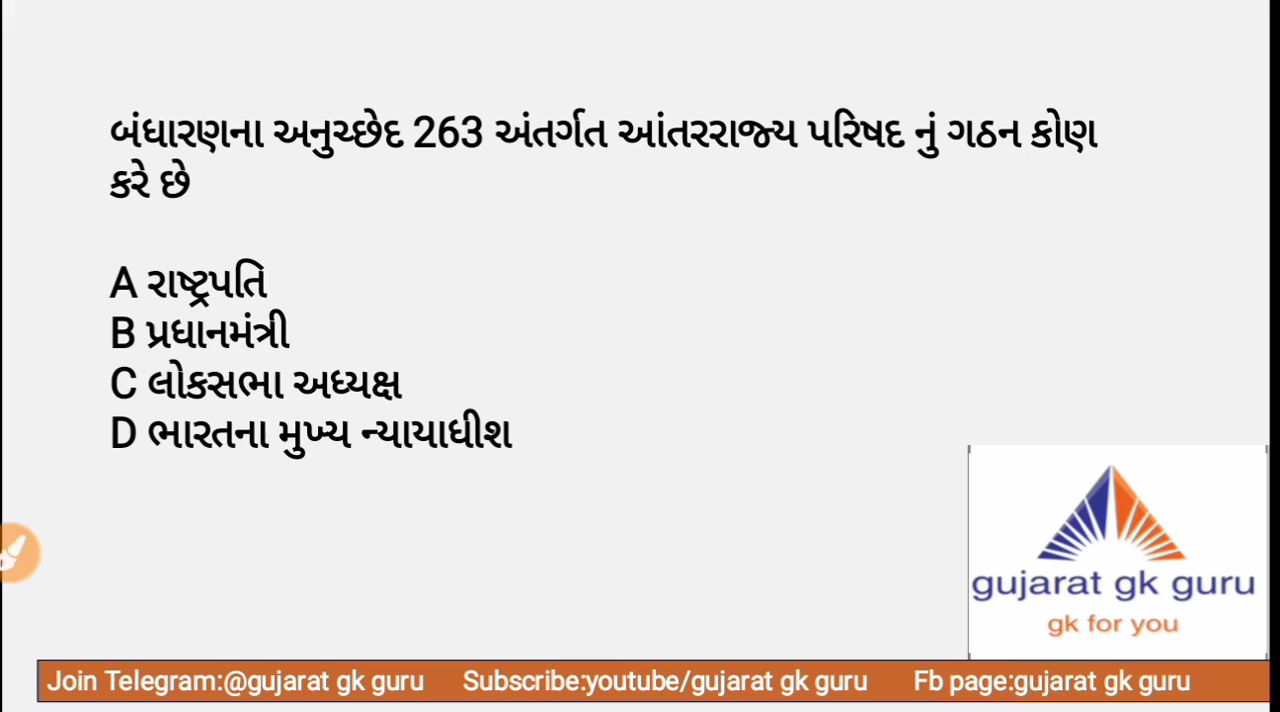 બંધારણના અનુચ્છેદ 263 અંતર્ગત આંતરરાજ્ય પરિષદ નું ગઠન કોણ
કરે છે
A રાષ્ટ્રપતિ
B પ્રધાનમંત્રી
C લોકસભા અધ્યક્ષ
D ભારતના મુખ્ય ન્યાયાધીશ
gujarat gk guru
gk for you
Join Telegram:@gujarat gk guru Subscribe:youtube/gujarat gk guru Fb page:gujarat gk guru